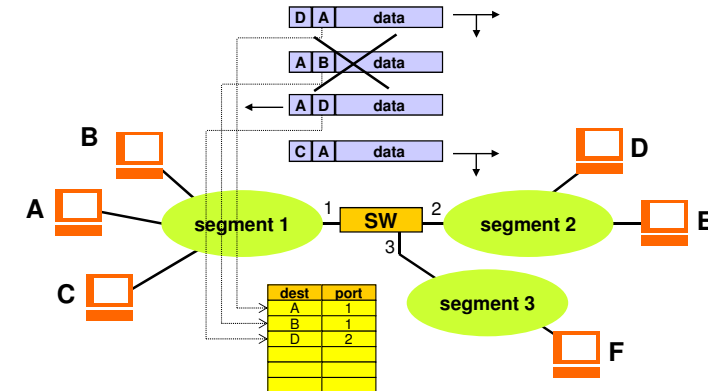 D A data
A B data
A D data
C A data
B
D
A
segment 1
1
SW
2
segment 2
E
3
C
segment 3
dest port
A 1
B 1
D 2
F